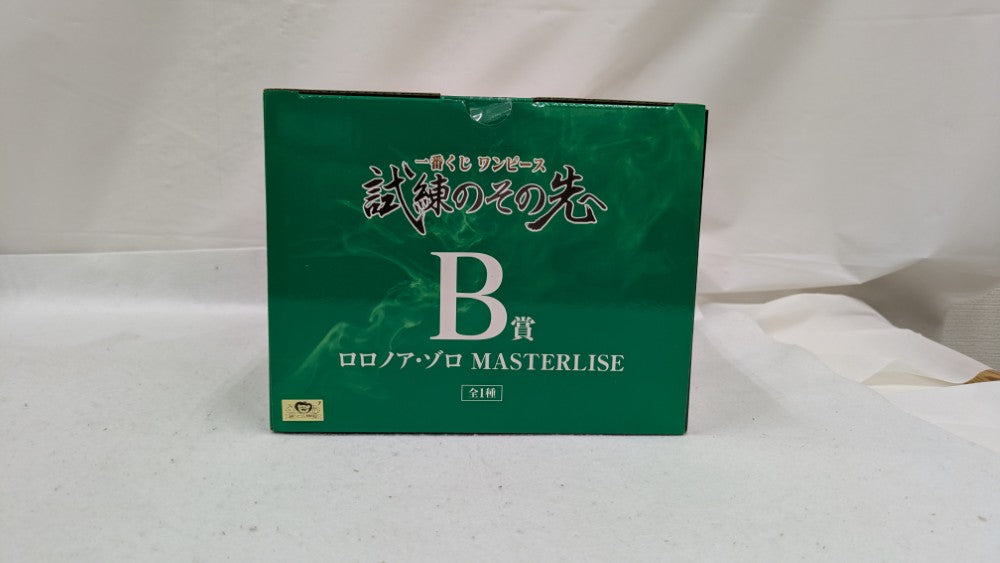 一番くじ ワンピース
試練のその先へ
B賞
ロロノア・ゾロ MASTERLISE
全1種